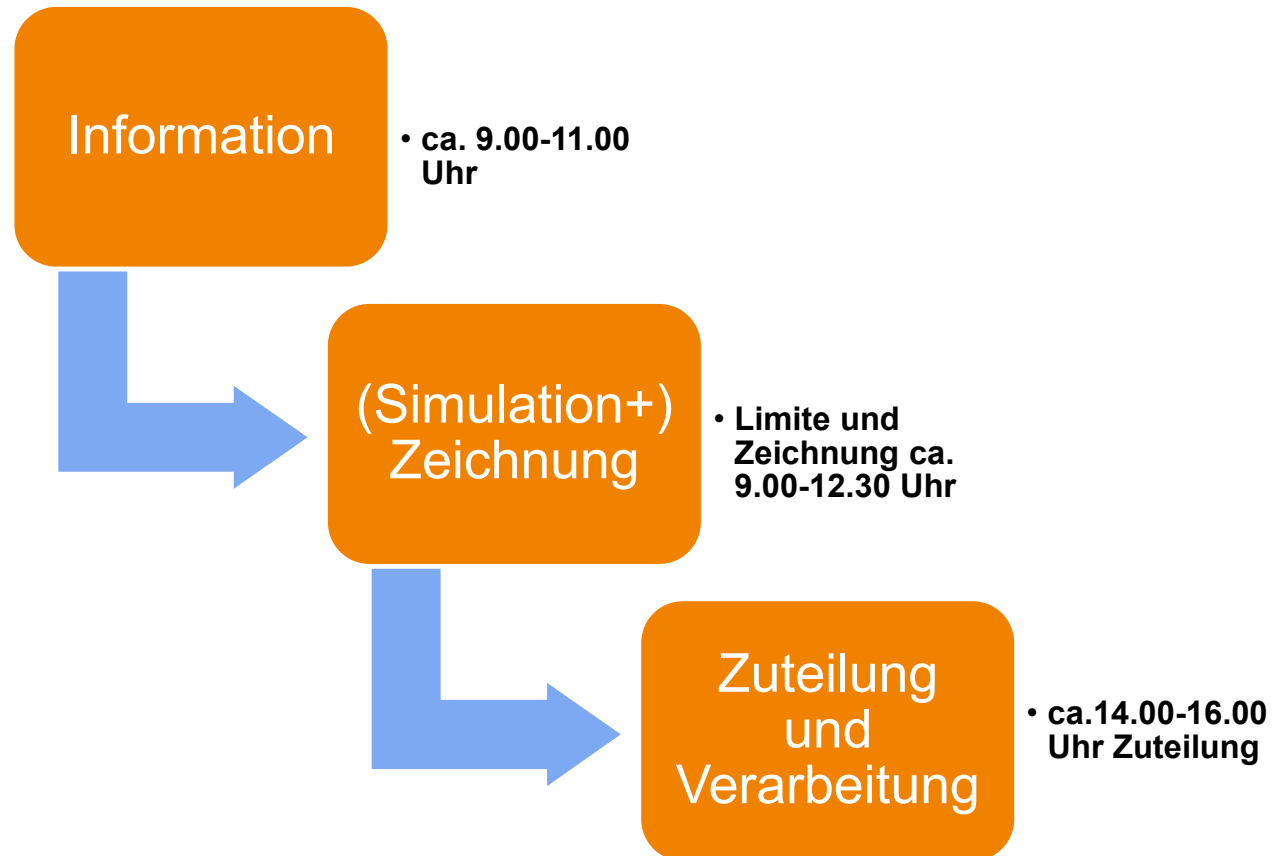 Information
• ca. 9.00-11.00
Uhr
(Simulation+)
Zeichnung
• Limite und
Zeichnung ca.
9.00-12.30 Uhr
Zuteilung
und
Verarbeitung
• ca.14.00-16.00
Uhr Zuteilung